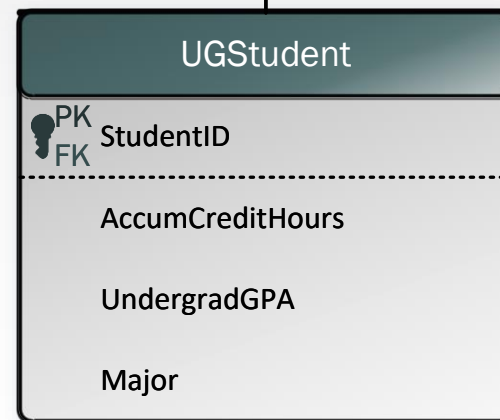 UGStudent
PK
FK StudentID
AccumCreditHours
UndergradGPA
Major